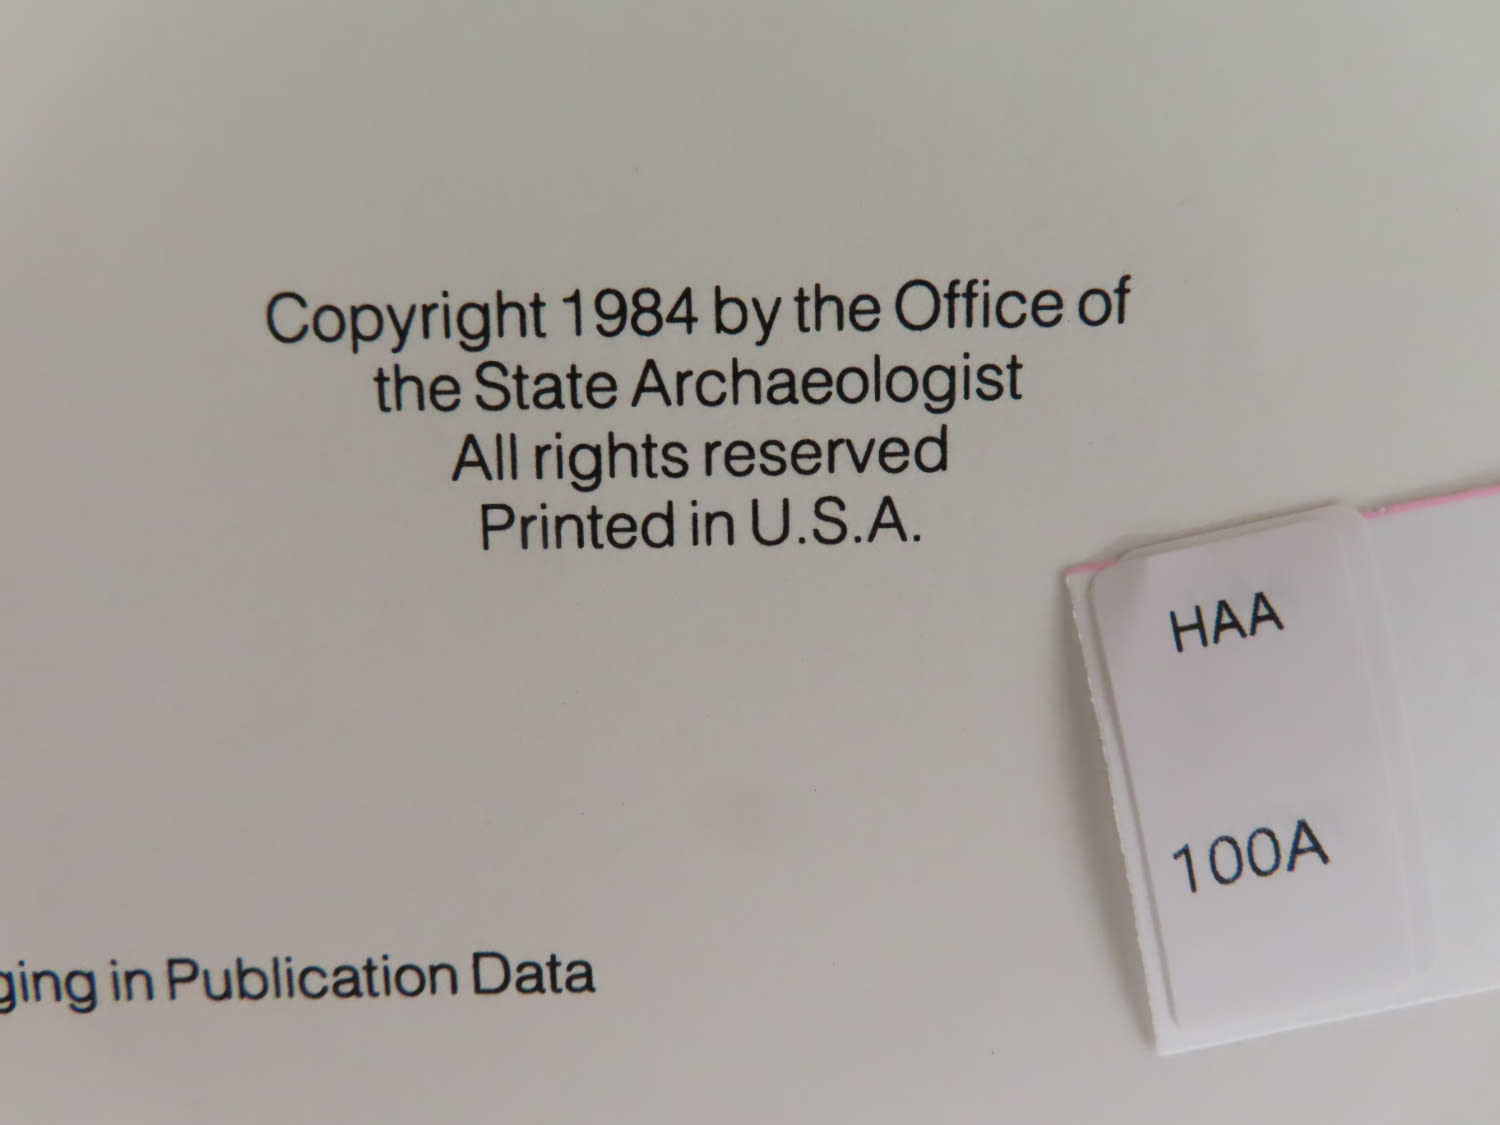 Copyright 1984 by the Office of
the State Archaeologist
All rights reserved
Printed in U.S.A.
HAA
100A
ging in Publication Data